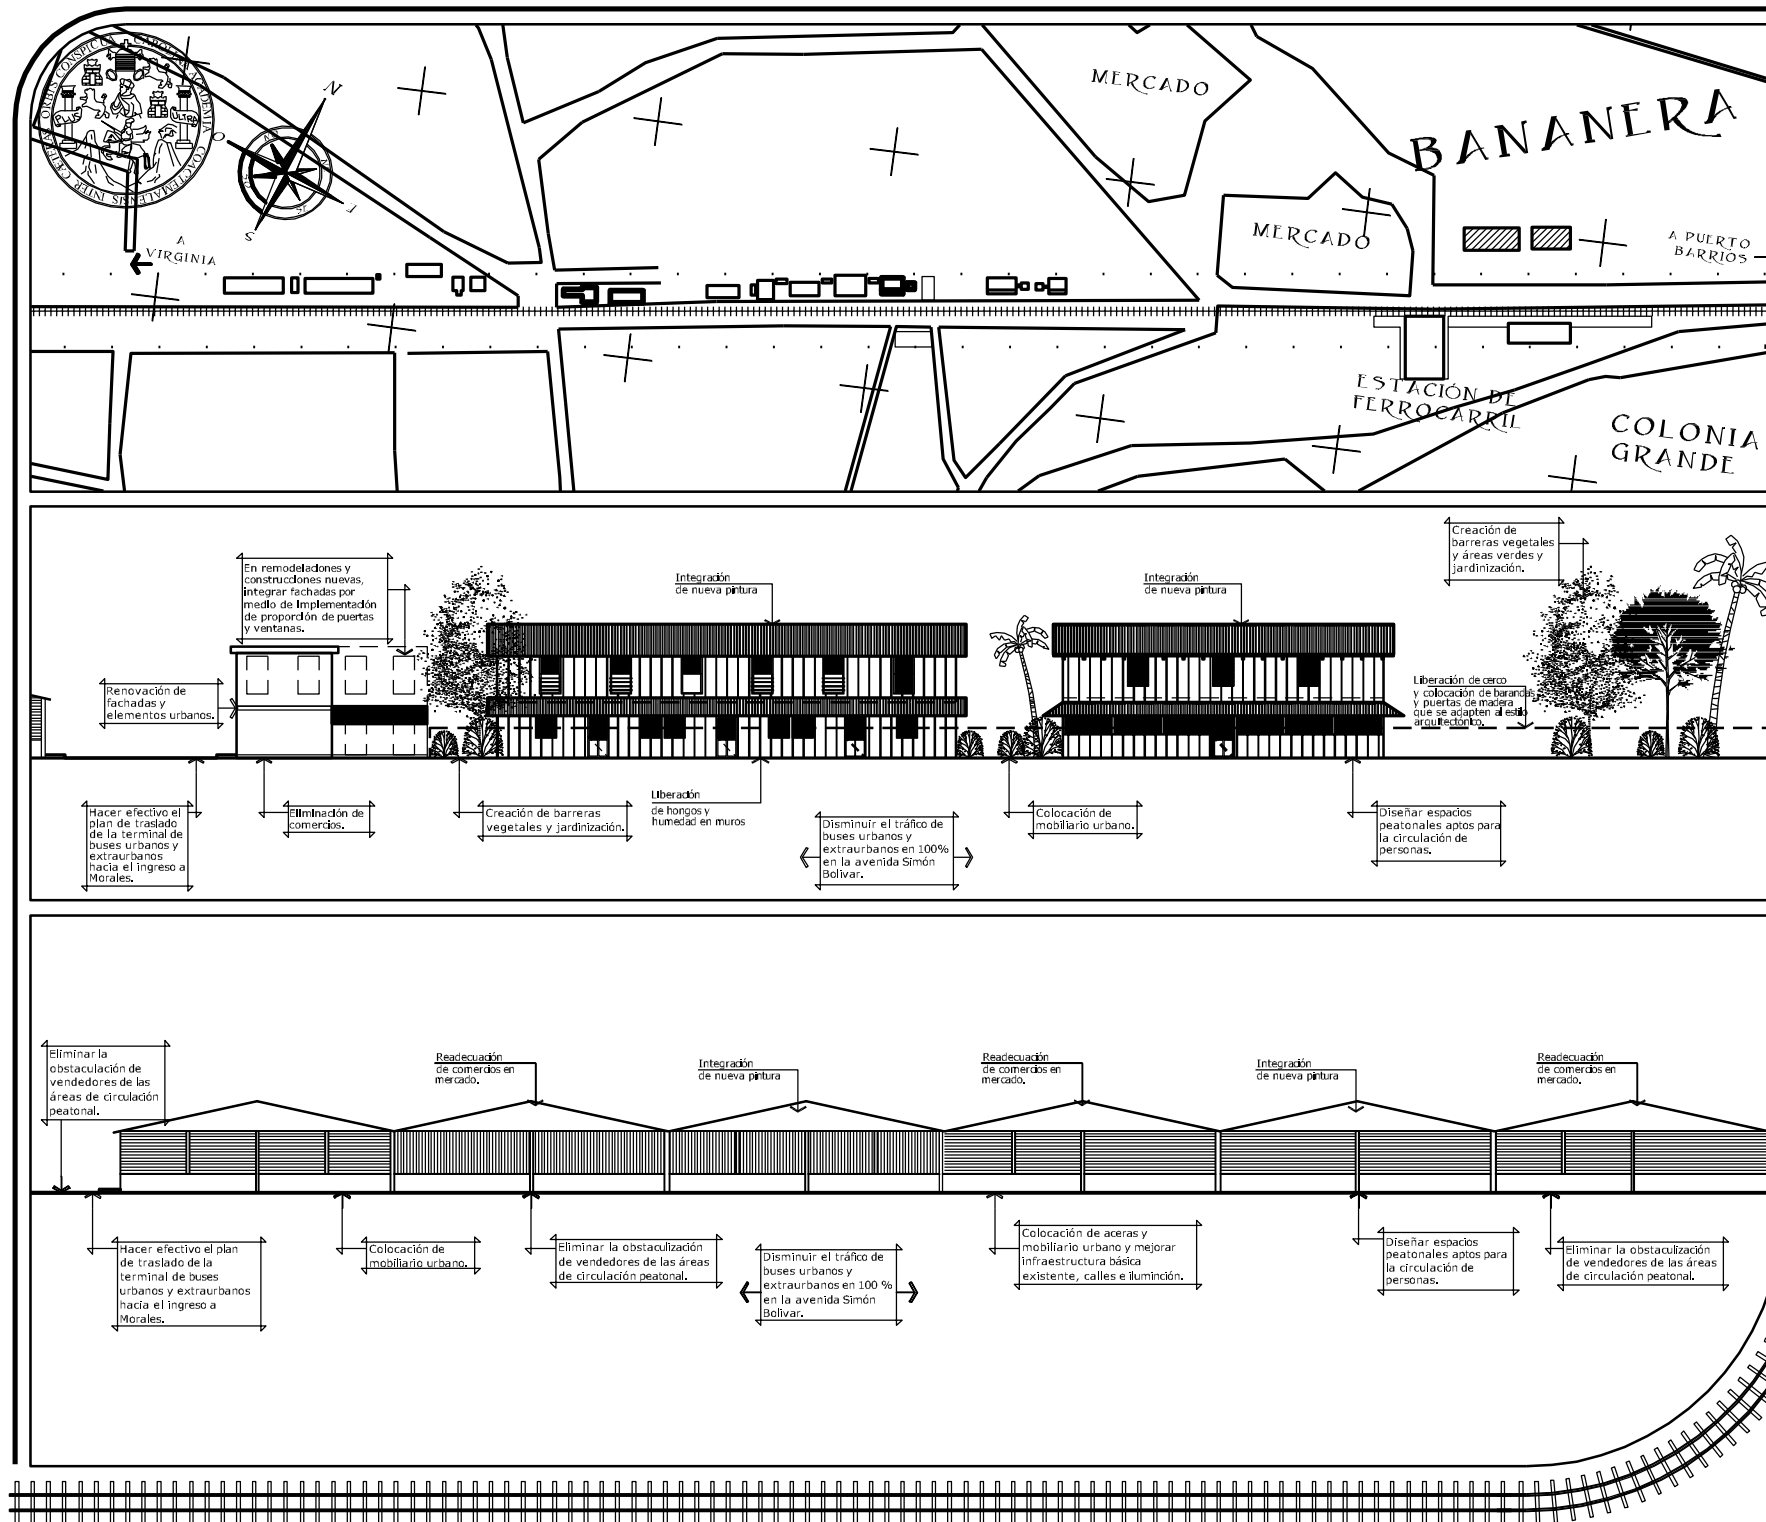 MERCADO
BANANERA
MERCADO
A PUERTO
BARRIOS
A
VIRGINIA
N
O
E
S
CAROLINA ACADEMIA COACTEMALENSIS INTER CAETERAS ORBIS CONSPICUA
PLUS
ULTRA
ESTACIÓN DE
FERROCARRIL
COLONIA
GRANDE
En remodelaciones y
construcciones nuevas,
integrar fachadas por
medio de implementación
de proporción de puertas
y ventanas.
Integración
de nueva pintura
Integración
de nueva pintura
Creación de
barreras vegetales
y áreas verdes y
jardinización.
Renovación de
fachadas y
elementos urbanos.
Liberación de cerco
y colocación de barandas
y puertas de madera
que se adapten al estilo
arquitectónico.
Hacer efectivo el
plan de traslado
de la terminal de
buses urbanos y
extraurbanos
hacia el ingreso a
Morales.
Eliminación de
comercios.
Creación de barreras
vegetales y jardinización.
Liberación
de hongos y
humedad en muros
Disminuir el tráfico de
buses urbanos y
extraurbanos en 100%
en la avenida Simón
Bolivar.
Colocación de
mobiliario urbano.
Diseñar espacios
peatonales aptos para
la circulación de
personas.
Eliminar la
obstaculación de
vendedores de las
áreas de circulación
peatonal.
Readecuación
de comercios en
mercado.
Integración
de nueva pintura
Readecuación
de comercios en
mercado.
Integración
de nueva pintura
Readecuación
de comercios en
mercado.
Hacer efectivo el plan
de traslado de la
terminal de buses
urbanos y extraurbanos
hacia el ingreso a
Morales.
Colocación de
mobiliario urbano.
Eliminar la obstaculización
de vendedores de las áreas
de circulación peatonal.
Disminuir el tráfico de
buses urbanos y
extraurbanos en 100 %
en la avenida Simón
Bolivar.
Colocación de aceras y
mobiliario urbano y mejorar
infraestructura básica
existente, calles e iluminción.
Diseñar espacios
peatonales aptos para
la circulación de
personas.
Eliminar la obstaculización
de vendedores de las áreas
de circulación peatonal.